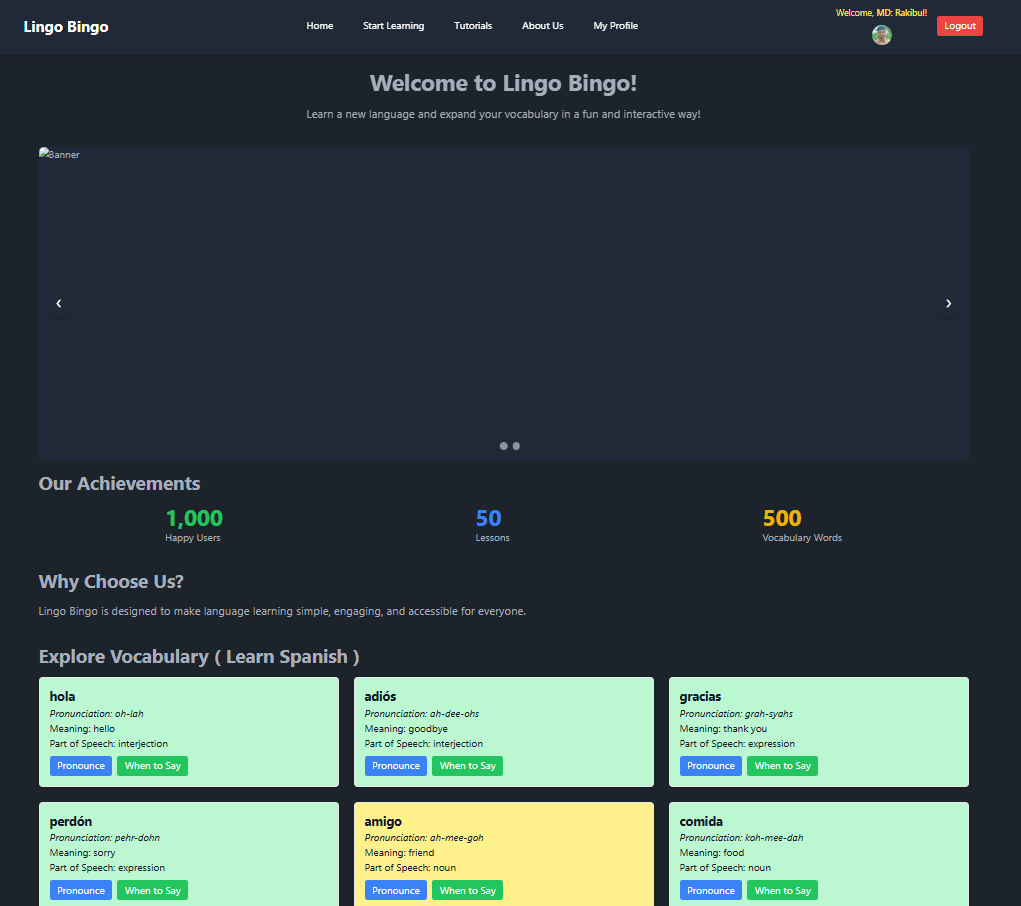 Lingo Bingo
Home Start Learning Tutorials About Us My Profile
Welcome, MD: Rakibul!
Logout
Welcome to Lingo Bingo!
Learn a new language and expand your vocabulary in a fun and interactive way!
Banner
❮ ❯
Our Achievements
1,000 50 500
Happy Users Lessons Vocabulary Words
Why Choose Us?
Lingo Bingo is designed to make language learning simple, engaging, and accessible for everyone.
Explore Vocabulary ( Learn Spanish )
hola
Pronunciation: oh-lah
Meaning: hello
Part of Speech: interjection
Pronounce When to Say
adiós
Pronunciation: ah-dee-ohs
Meaning: goodbye
Part of Speech: interjection
Pronounce When to Say
gracias
Pronunciation: grah-syahs
Meaning: thank you
Part of Speech: expression
Pronounce When to Say
perdón
Pronunciation: pehr-dohn
Meaning: sorry
Part of Speech: expression
Pronounce When to Say
amigo
Pronunciation: ah-mee-goh
Meaning: friend
Part of Speech: noun
Pronounce When to Say
comida
Pronunciation: koh-mee-dah
Meaning: food
Part of Speech: noun
Pronounce When to Say